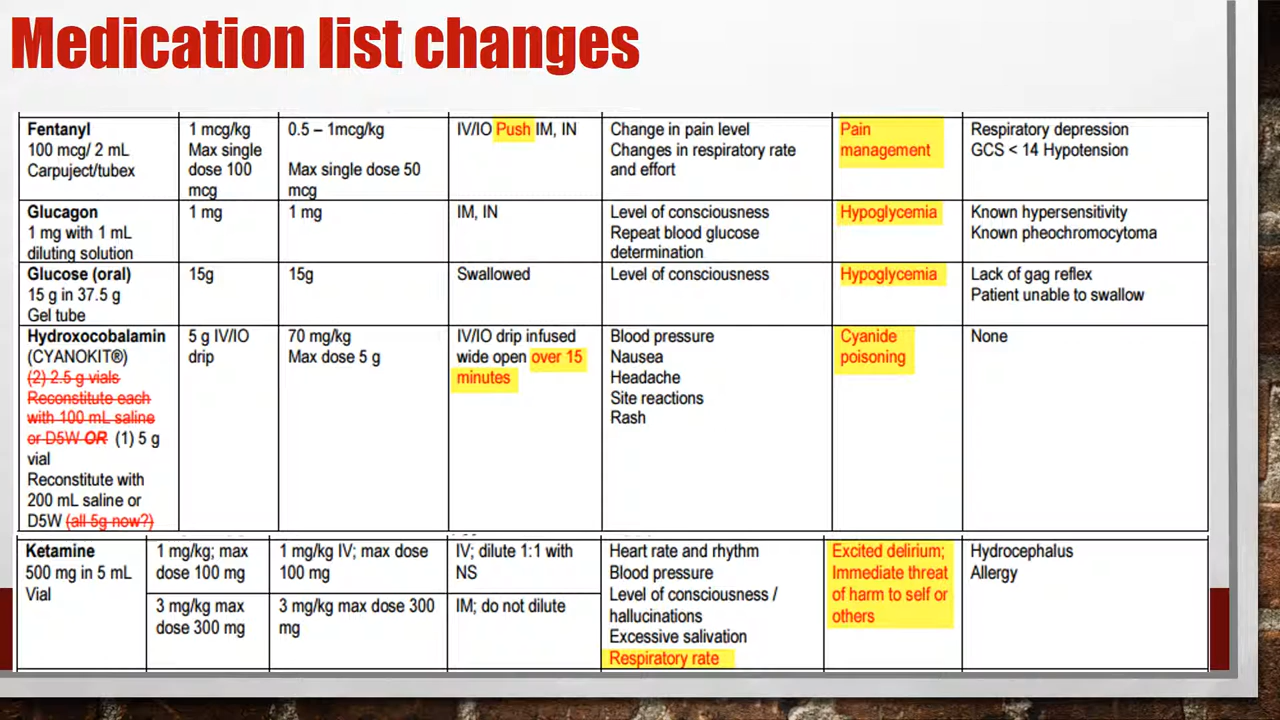 Medication list changes
Fentanyl
100 mcg/ 2 mL
Carpuject/tubex
1 mcg/kg
Max single
dose 100
mcg
0.5 – 1mcg/kg
Max single dose 50
mcg
IV/IO Push IM, IN
Change in pain level
Changes in respiratory rate
and effort
Pain
management
Respiratory depression
GCS < 14 Hypotension
Glucagon
1 mg with 1 mL
diluting solution
1 mg
1 mg
IM, IN
Level of consciousness
Repeat blood glucose
determination
Hypoglycemia
Known hypersensitivity
Known pheochromocytoma
Glucose (oral)
15 g in 37.5 g
Gel tube
15g
15g
Swallowed
Level of consciousness
Hypoglycemia
Lack of gag reflex
Patient unable to swallow
Hydroxocobalamin
(CYANOKIT®)
(2) 2.5 g vials
Reconstitute each
with 100 mL saline
or D5W OR (1) 5 g
vial
Reconstitute with
200 mL saline or
D5W (all 5g now?)
5 g IV/IO
drip
70 mg/kg
Max dose 5 g
IV/IO drip infused
wide open over 15
minutes
Blood pressure
Nausea
Headache
Site reactions
Rash
Cyanide
poisoning
None
Ketamine
500 mg in 5 mL
Vial
1 mg/kg; max
dose 100 mg
1 mg/kg IV; max dose
100 mg
IV; dilute 1:1 with
NS
3 mg/kg max
dose 300 mg
3 mg/kg max dose 300
mg
IM; do not dilute
Heart rate and rhythm
Blood pressure
Level of consciousness /
hallucinations
Excessive salivation
Respiratory rate
Excited delirium;
Immediate threat
of harm to self or
others
Hydrocephalus
Allergy